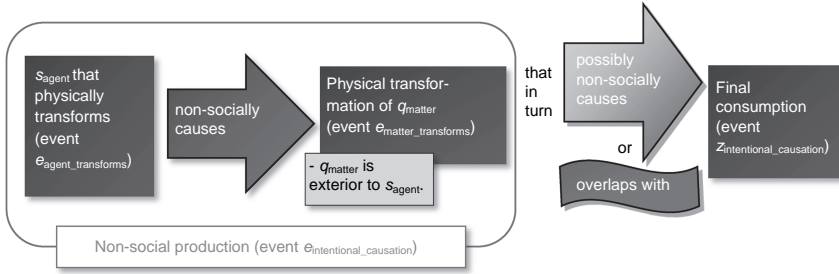 s_agent that
physically
transforms
(event
e_agent_transforms)
non-socially
causes
Physical transfor-
mation of q_matter
(event e_matter_transforms)
- q_matter is
exterior to s_agent.
Non-social production (event e_intentional_causation)
that
in
turn
possibly
non-socially
causes
or
overlaps with
Final
consumption
(event
z_intentional_causation)